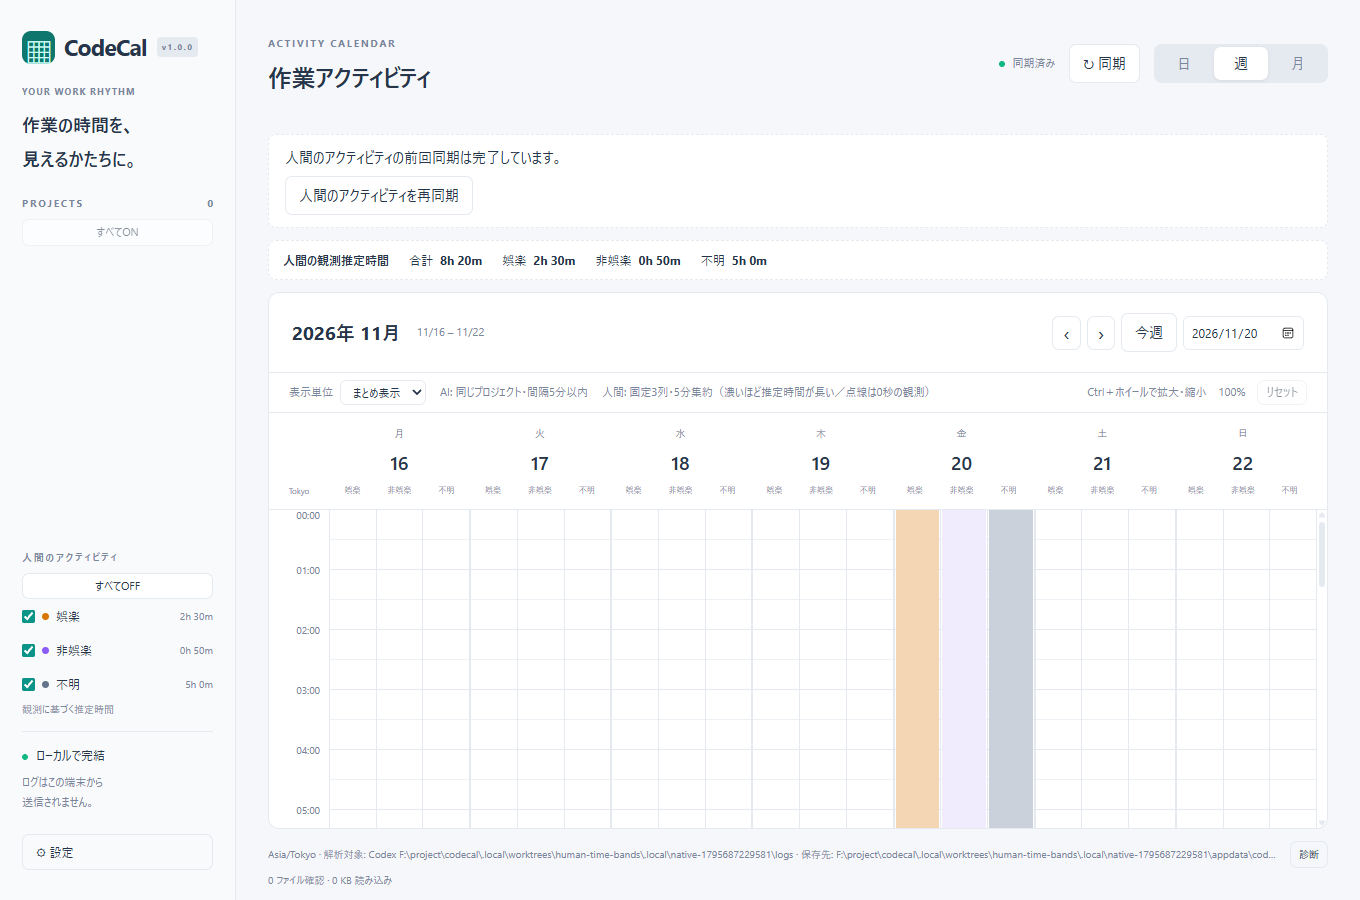 CodeCal v1.0.0
YOUR WORK RHYTHM
作業の時間を、
見えるかたちに。
PROJECTS 0
すべてON
人間のアクティビティ
すべてOFF
娯楽 2h 30m
非娯楽 0h 50m
不明 5h 0m
観測に基づく推定時間
ローカルで完結
ログはこの端末から
送信されません。
設定
ACTIVITY CALENDAR
作業アクティビティ
同期済み ↻ 同期 日 週 月
人間のアクティビティの前回同期は完了しています。
人間のアクティビティを再同期
人間の観測推定時間 合計 8h 20m 娯楽 2h 30m 非娯楽 0h 50m 不明 5h 0m
2026年 11月 11/16 – 11/22 ‹ › 今週 2026/11/20
表示単位 まとめ表示 AI: 同じプロジェクト・間隔5分以内 人間: 固定3列・5分集約（濃いほど推定時間が長い／点線は0秒の観測） Ctrl＋ホイールで拡大・縮小 100% リセット
月 火 水 木 金 土 日
16 17 18 19 20 21 22
Tokyo 娯楽 非娯楽 不明 娯楽 非娯楽 不明 娯楽 非娯楽 不明 娯楽 非娯楽 不明 娯楽 非娯楽 不明 娯楽 非娯楽 不明 娯楽 非娯楽 不明
00:00
01:00
02:00
03:00
04:00
05:00
Asia/Tokyo · 解析対象: Codex F:\project\codecal\.local\worktrees\human-time-bands\.local\native-1795687229581\logs · 保存先: F:\project\codecal\.local\worktrees\human-time-bands\.local\native-1795687229581\appdata\cod... 診断
0 ファイル確認 · 0 KB 読み込み